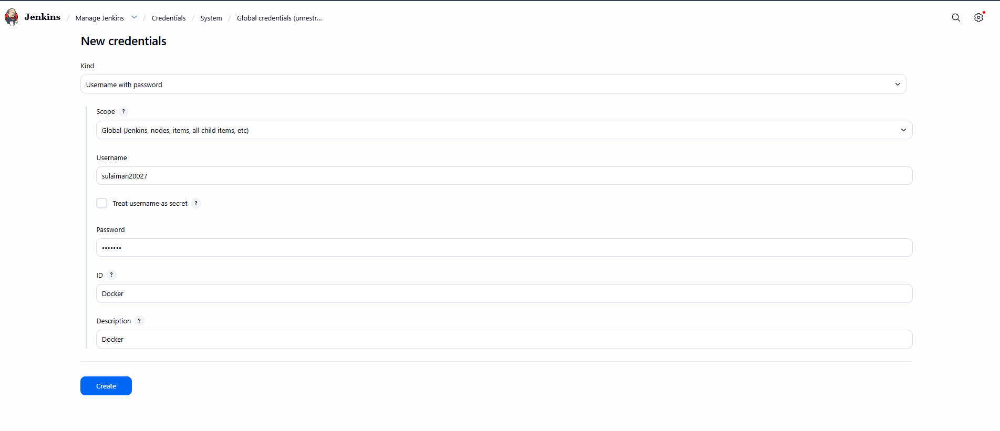 Jenkins / Manage Jenkins / Credentials / System / Global credentials (unrestr...
New credentials
Kind
Username with password
Scope ?
Global (Jenkins, nodes, items, all child items, etc)
Username
sulaiman20027
Treat username as secret ?
Password
•••••••
ID ?
Docker
Description ?
Docker
Create